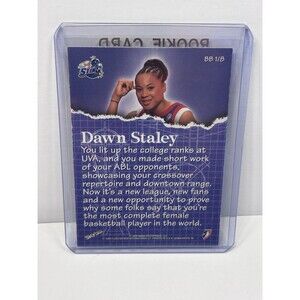 ROOKIE CARD
BB 1/8
Dawn Staley
You lit up the college ranks at
UVA, and you made short work
of your ABL opponents,
showcasing your crossover
repertoire and downtown range.
Now it's a new league, new fans
and a new opportunity to prove
why some folks say that you're
the most complete female
basketball player in the world.